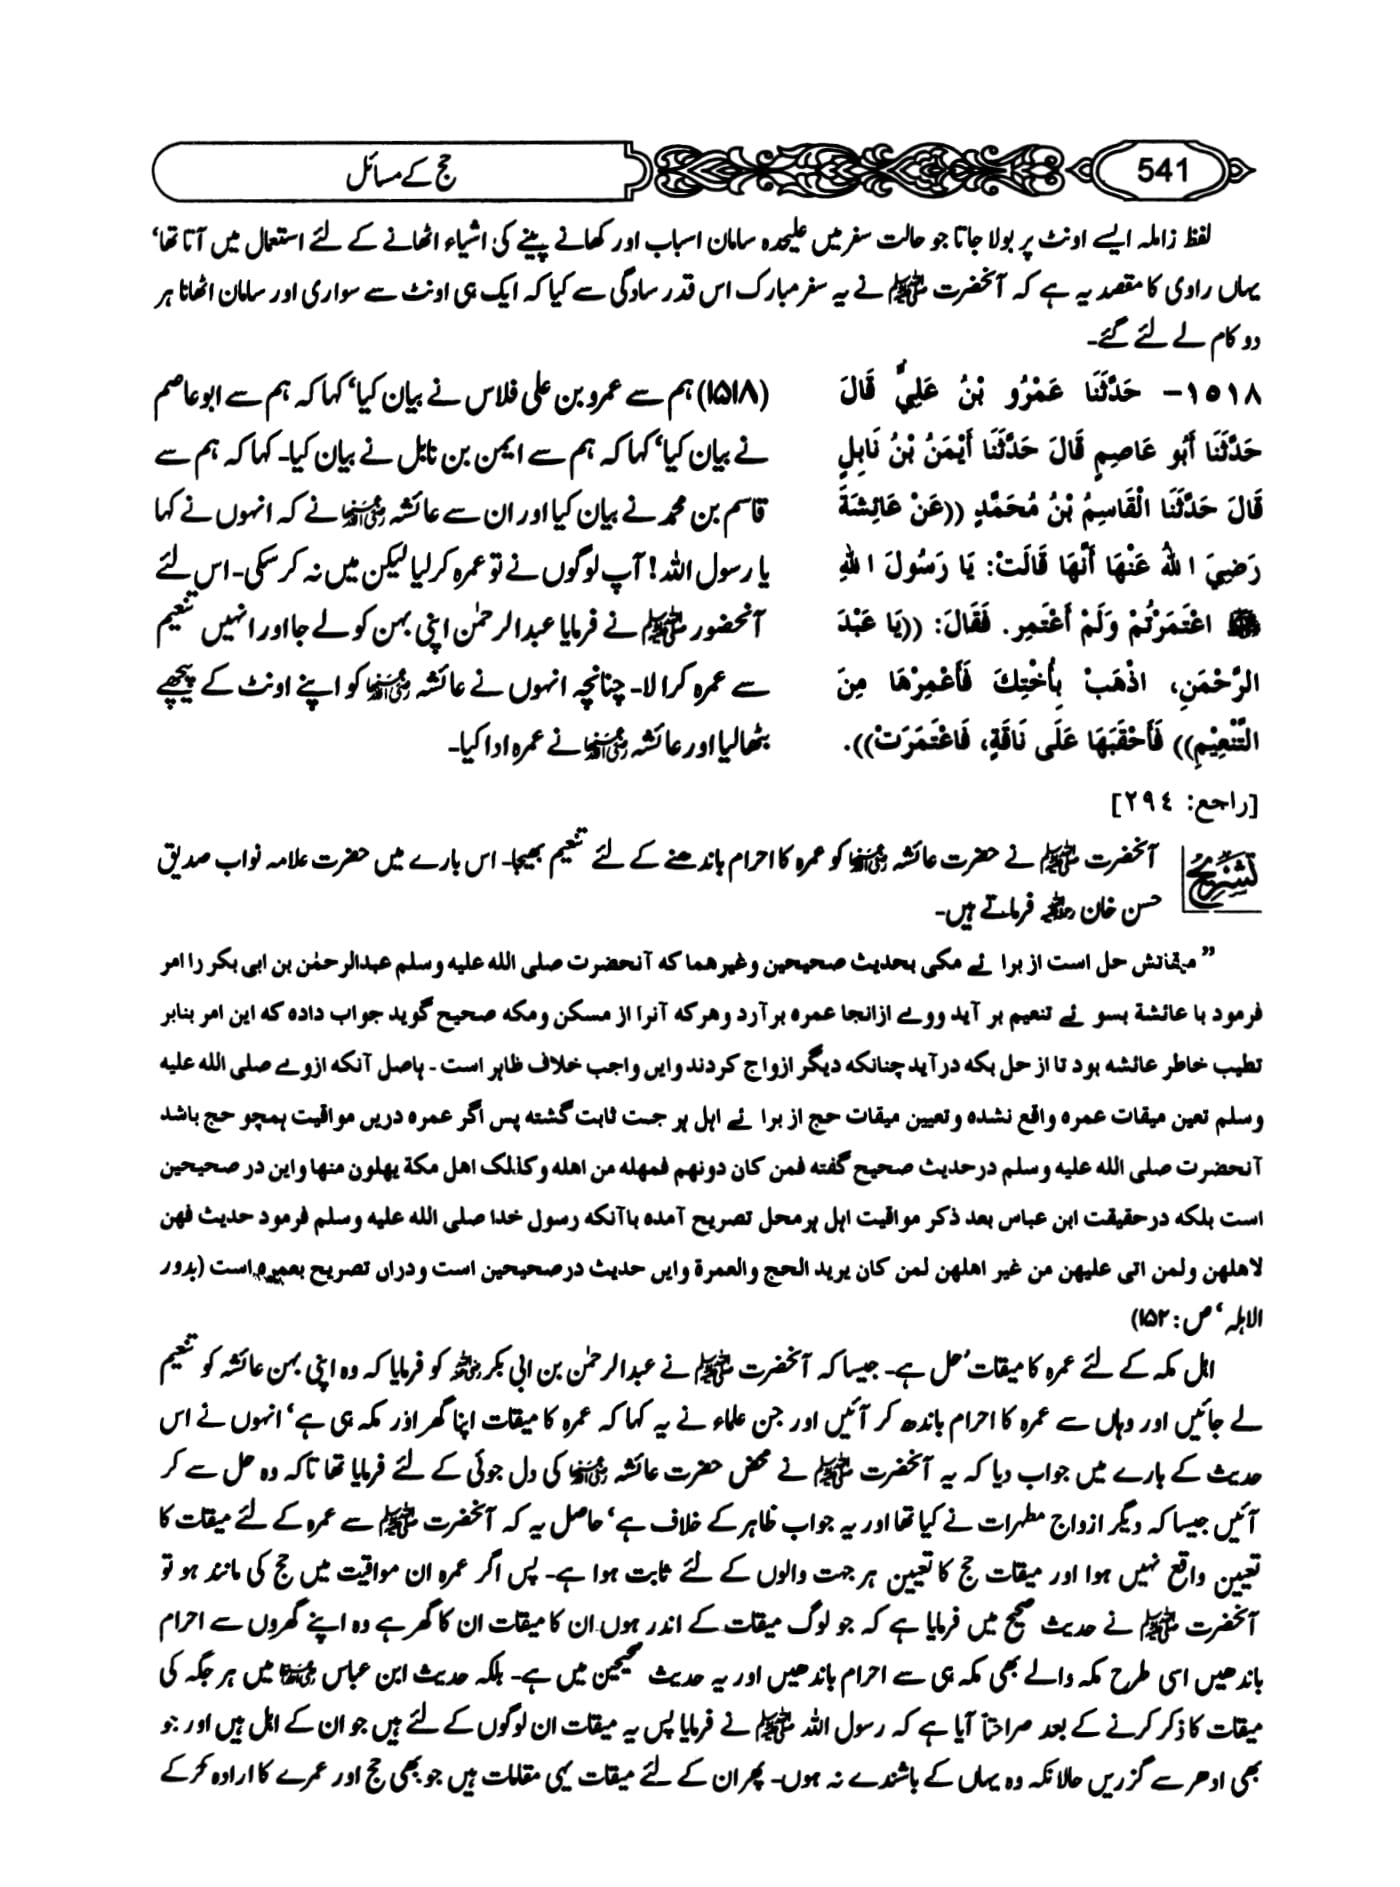 541
حج کے مسائل
لفظ زاملہ ایسے اونٹ پر بولا جاتا جو حالت سفر میں علیحدہ سامان اسباب اور کھانے پینے کی اشیاء اٹھانے کے لئے استعمال میں آتا تھا‘
یہاں راوی کا مقصد یہ ہے کہ آنحضرت ﷺ نے یہ سفر مبارک اس قدر سادگی سے کیا کہ ایک ہی اونٹ سے سواری اور سامان اٹھانا ہر
دو کام لے لئے گئے۔
١٥١٨- حَدَّثَنَا عَمْرُو بْنُ عَلِيٍّ قَالَ
حَدَّثَنَا أَبُو عَاصِمٍ قَالَ حَدَّثَنَا أَيْمَنُ بْنُ نَابِلٍ
قَالَ حَدَّثَنَا الْقَاسِمُ بْنُ مُحَمَّدٍ ((عَنْ عَائِشَةَ
رَضِيَ اللهُ عَنْهَا أَنَّهَا قَالَتْ: يَا رَسُولَ اللهِ
ﷺ اعْتَمَرْتُمْ وَلَمْ أَعْتَمِر. فَقَالَ: ((يَا عَبْدَ
الرَّحْمَنِ، اذْهَبْ بِأُخْتِكَ فَأَعْمِرْهَا مِنَ
التَّنْعِيْمِ)) فَأَحْقَبَهَا عَلَى نَاقَةٍ، فَاعْتَمَرَتْ)).
[راجع: ٢٩٤]
(۱۵۱۸) ہم سے عمرو بن علی فلاس نے بیان کیا‘ کہا کہ ہم سے ابو عاصم
نے بیان کیا‘ کہا کہ ہم سے ایمن بن نابل نے بیان کیا۔ کہا کہ ہم سے
قاسم بن محمد نے بیان کیا اور ان سے عائشہ رضی اللہ عنہا نے کہ انہوں نے کہا
یا رسول اللہ! آپ لوگوں نے تو عمرہ کر لیا لیکن میں نہ کر سکی۔ اس لئے
آنحضور ﷺ نے فرمایا عبدالرحمٰن اپنی بہن کو لے جا اور انہیں تنعیم
سے عمرہ کرا لا۔ چنانچہ انہوں نے عائشہ رضی اللہ عنہا کو اپنے اونٹ کے پیچھے
بٹھا لیا اور عائشہ رضی اللہ عنہا نے عمرہ ادا کیا۔
تشریح آنحضرت ﷺ نے حضرت عائشہ رضی اللہ عنہا کو عمرہ کا احرام باندھنے کے لئے تنعیم بھیجا۔ اس بارے میں حضرت علامہ نواب صدیق
حسن خان رحمۃ اللہ علیہ فرماتے ہیں۔
” میقاتش حل است از برائے مکی بحدیث صحیحین وغیرھما کہ آنحضرت صلی اللہ علیہ وسلم عبدالرحمٰن بن ابی بکر را امر
فرمود با عائشة بسوئے تنعیم بر آید ووے ازانجا عمرہ برآرد وھرکہ آنرا از مسکن ومکہ صحیح گوید جواب دادہ کہ این امر بنابر
تطیب خاطر عائشہ بود تا از حل بکہ درآید چنانکہ دیگر ازواج کردند وایں واجب خلاف ظاہر است۔ ہاصل آنکہ ازوے صلی اللہ علیہ
وسلم تعین میقات عمرہ واقع نشدہ وتعیین میقات حج از برائے اہل ہر جست ثابت گشتہ پس اگر عمرہ دریں مواقیت ہمچو حج باشد
آنحضرت صلی اللہ علیہ وسلم درحدیث صحیح گفتہ فمن کان دونھم فمھلہ من اھلہ وکذلک اھل مکة یھلون منھا واین در صحیحین
است بلکہ درحقیقت ابن عباس بعد ذکر مواقیت اہل ہرمحل تصریح آمدہ باآنکہ رسول خدا صلی اللہ علیہ وسلم فرمود حدیث فھن
لاھلھن ولمن اتی علیھن من غیر اھلھن لمن کان یرید الحج والعمرة وایں حدیث درصحیحین است ودراں تصریح بعمرہ است (بدور
الاہلہ‘ ص: ۱۵۲)
اہل مکہ کے لئے عمرہ کا میقات حل ہے۔ جیسا کہ آنحضرت ﷺ نے عبدالرحمٰن بن ابی بکر رضی اللہ عنہ کو فرمایا کہ وہ اپنی بہن عائشہ کو تنعیم
لے جائیں اور وہاں سے عمرہ کا احرام باندھ کر آئیں اور جن علماء نے یہ کہا کہ عمرہ کا میقات اپنا گھر اور مکہ ہی ہے‘ انہوں نے اس
حدیث کے بارے میں جواب دیا کہ یہ آنحضرت ﷺ نے محض حضرت عائشہ رضی اللہ عنہا کی دل جوئی کے لئے فرمایا تھا تاکہ وہ حل سے کر
آئیں جیسا کہ دیگر ازواج مطہرات نے کیا تھا اور یہ جواب ظاہر کے خلاف ہے‘ حاصل یہ کہ آنحضرت ﷺ سے عمرہ کے لئے میقات کا
تعیین واقع نہیں ہوا اور میقات حج کا تعیین ہر جہت والوں کے لئے ثابت ہوا ہے۔ پس اگر عمرہ ان مواقیت میں حج کی مانند ہو تو
آنحضرت ﷺ نے حدیث صحیح میں فرمایا ہے کہ جو لوگ میقات کے اندر ہوں ان کا میقات ان کا گھر ہے وہ اپنے گھروں سے احرام
باندھیں اسی طرح مکہ والے بھی مکہ ہی سے احرام باندھیں اور یہ حدیث صحیحین میں ہے۔ بلکہ حدیث ابن عباس رضی اللہ عنہما میں ہر جگہ کی
میقات کا ذکر کرنے کے بعد صراحتاً آیا ہے کہ رسول اللہ ﷺ نے فرمایا پس یہ میقات ان لوگوں کے لئے ہیں جو ان کے اہل ہیں اور جو
بھی ادھر سے گزریں حالانکہ وہ یہاں کے باشندے نہ ہوں۔ پھر ان کے لئے میقات یہی مقامات ہیں جو بھی حج اور عمرے کا ارادہ کر کے